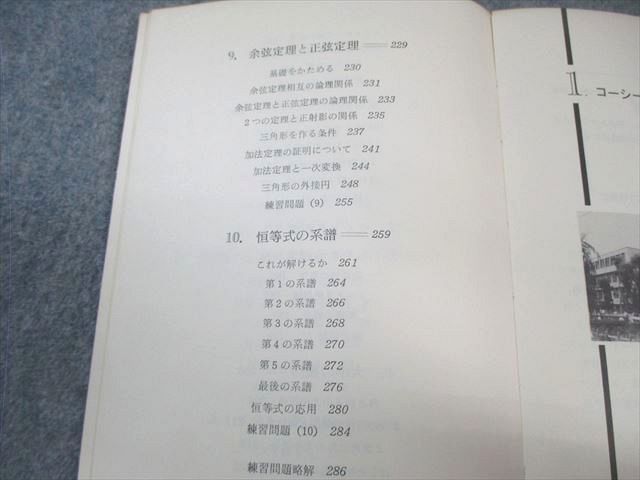 9. 余弦定理と正弦定理 229
基礎をかためる 230
余弦定理相互の論理関係 231
余弦定理と正弦定理の論理関係 233
2つの定理と正射影の関係 235
三角形を作る条件 237
加法定理の証明について 241
加法定理と一次変換 244
三角形の外接円 248
練習問題 (9) 255
10. 恒等式の系譜 259
これが解けるか 261
第1の系譜 264
第2の系譜 266
第3の系譜 268
第4の系譜 270
第5の系譜 272
最後の系譜 276
恒等式の応用 280
練習問題 (10) 284
練習問題略解 286
1. コーシー